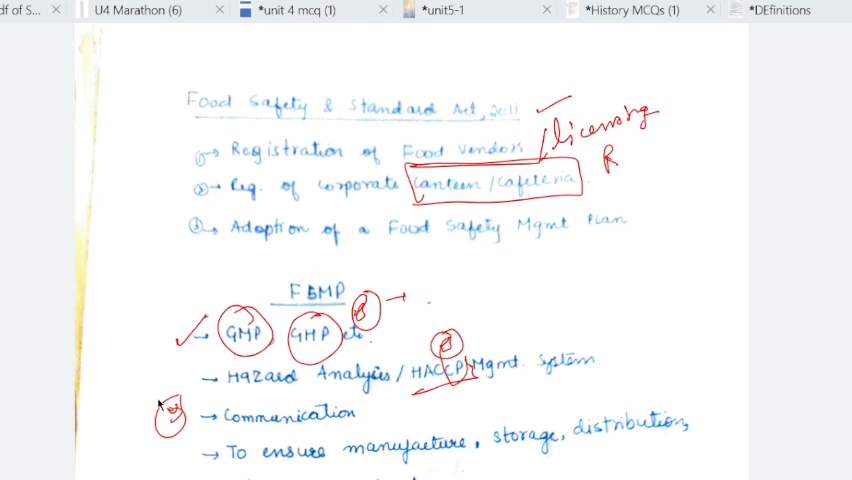 df of S...
U4 Marathon (6)
*unit 4 mcq (1)
*unit5-1
*History MCQs (1)
*DEfinitions
Food Safety & Standard Act, 2011
licensing
R
① → Registration of Food Vendors /
② → Reg. of corporate Canteen/Cafeteria.
③ → Adoption of a Food Safety Mgmt Plan
FSMP
→ GMP, GHP etc.
→ Hazard Analysis / HACCP Mgmt. System
→ Communication
→ To ensure manufacture, storage, distribution,